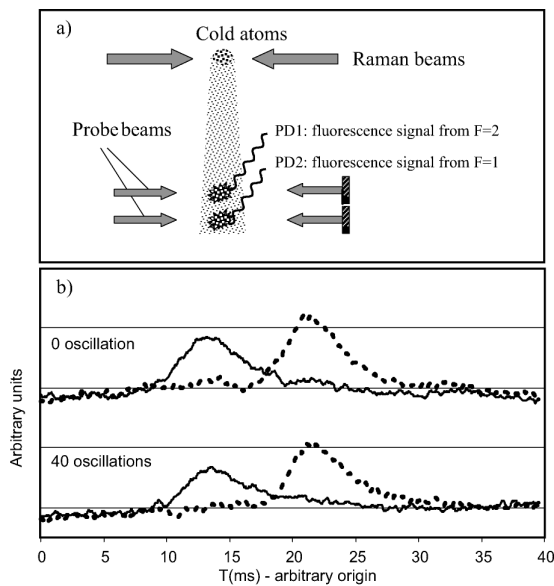 a)
Cold atoms
Raman beams
Probe beams
PD1: fluorescence signal from F=2
PD2: fluorescence signal from F=1
b)
0 oscillation
40 oscillations
Arbitrary units
0 5 10 15 20 25 30 35 40
T(ms) - arbitrary origin